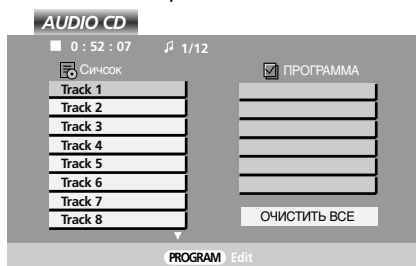 AUDIO CD
0 : 52 : 07 1/12
Сичсок
Track 1
Track 2
Track 3
Track 4
Track 5
Track 6
Track 7
Track 8
ПРОГРАММА
ОЧИСТИТЬ ВСЕ
PROGRAM Edit